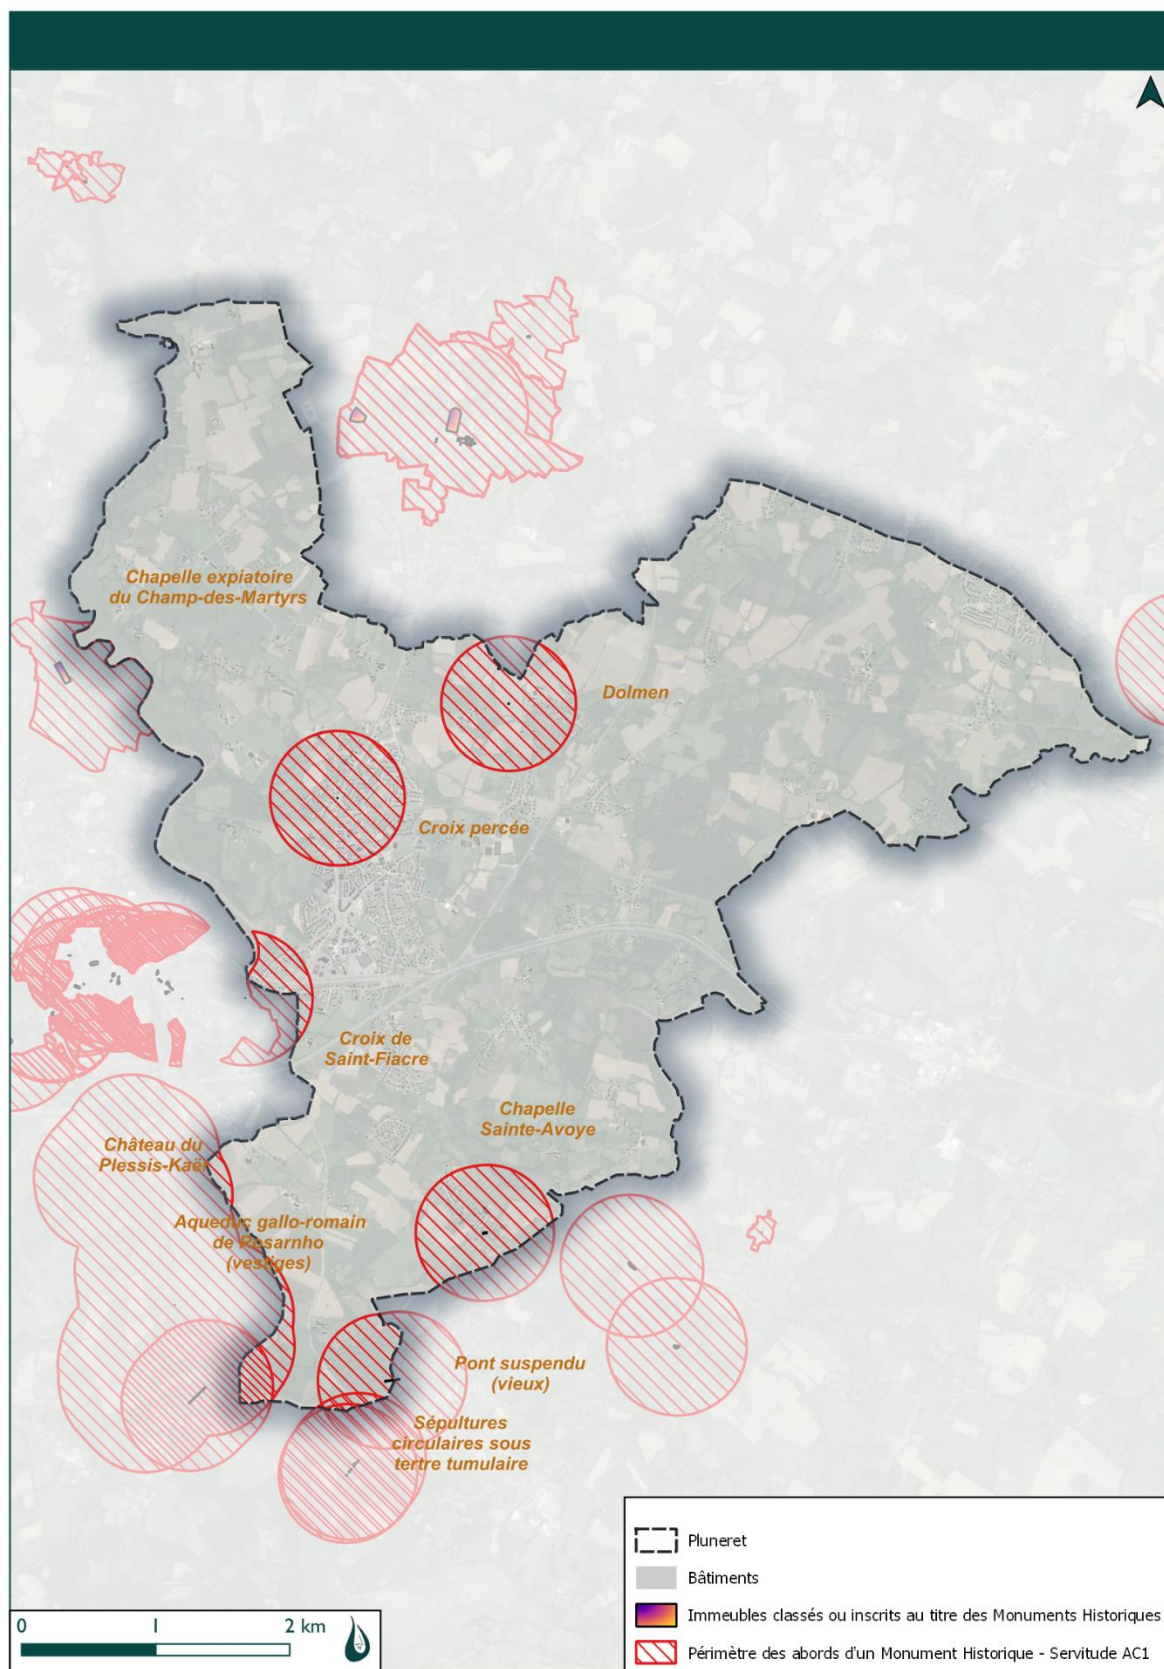 Chapelle expiatoire
du Champ-des-Martyrs
Dolmen
Croix percée
Croix de
Saint-Fiacre
Chapelle
Sainte-Avoye
Château du
Plessis-Kaër
Aqueduc gallo-romain
de Rosarnho
(vestiges)
Pont suspendu
(vieux)
Sépultures
circulaires sous
tertre tumulaire
Pluneret
Bâtiments
Immeubles classés ou inscrits au titre des Monuments Historiques
Périmètre des abords d'un Monument Historique - Servitude AC1
0 1 2 km